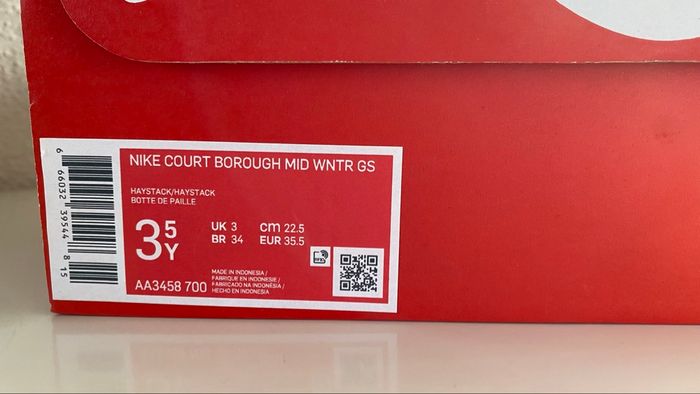 NIKE COURT BOROUGH MID WNTR GS
HAYSTACK/HAYSTACK
BOTTE DE PAILLE
3 5 Y
UK 3 cm 22.5
BR 34 EUR 35.5
AA3458 700
MADE IN INDONESIA /
FABRIQUE EN INDONESIE /
FABRICADO NA INDONÉSIA /
HECHO EN INDONESIA
6 66032 39544 8 15